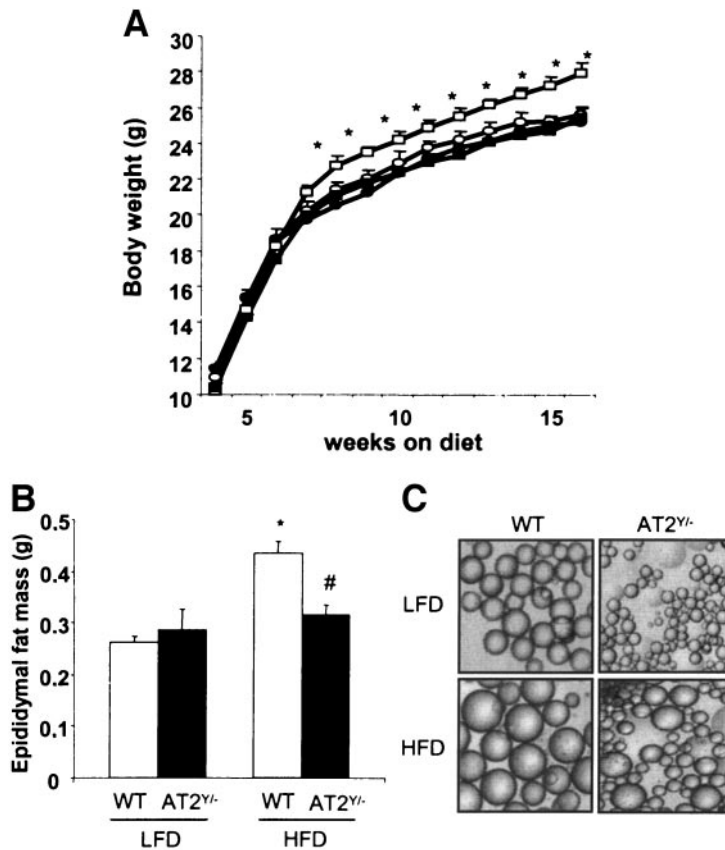 A
Body weight (g)
30
28
26
24
22
20
18
16
14
12
10
* * * * * * * * *
5 10 15
weeks on diet
B
Epididymal fat mass (g)
0.5
0.4
0.3
0.2
0.1
0
*
#
WT AT2Y/- WT AT2Y/-
LFD HFD
C
WT AT2Y/-
LFD
HFD